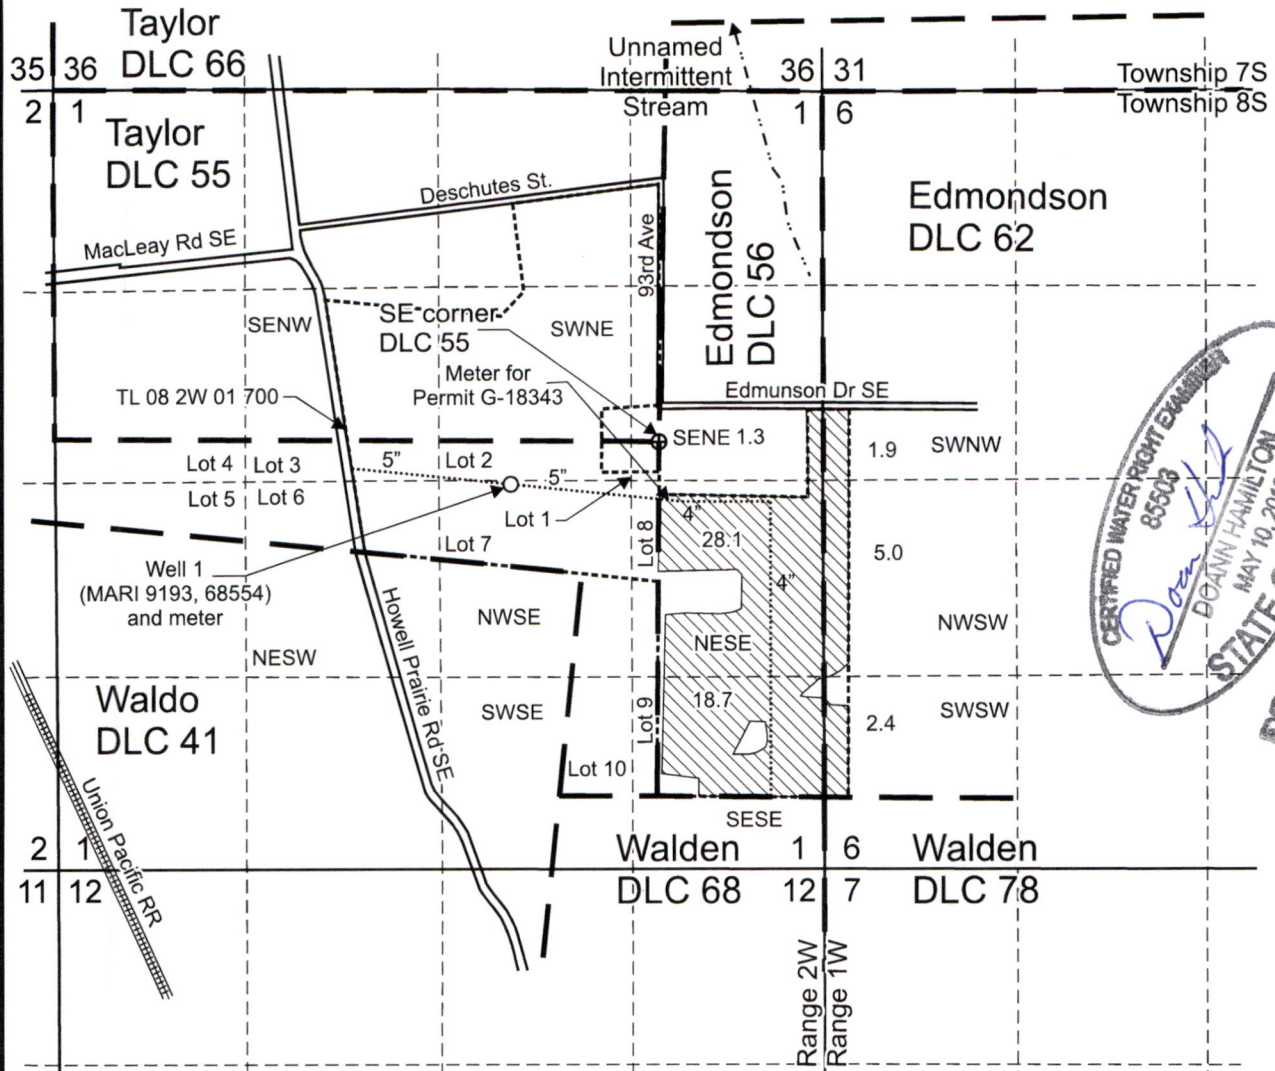 Taylor
DLC 66
35 36
Unnamed
Intermittent
Stream
36 31
Township 7S
2 1
1 6
Township 8S
Taylor
DLC 55
Deschutes St.
MacLeay Rd SE
93rd Ave
Edmondson
DLC 56
Edmondson
DLC 62
SENW
SE corner
DLC 55
SWNE
Meter for
Permit G-18343
Edmunson Dr SE
TL 08 2W 01 700
SENE 1.3
1.9 SWNW
Lot 4 Lot 3
5"
Lot 2
Lot 5 Lot 6
5"
Lot 1
4"
Lot 8
28.1
5.0
Lot 7
Well 1
(MARI 9193, 68554)
and meter
4"
NWSE
NWSW
Howell Prairie Rd SE
NESW
NESE
Waldo
DLC 41
SWSE
Lot 9
18.7
2.4
SWSW
Lot 10
Union Pacific RR
SESE
2 1
Walden
DLC 68
1 6
Walden
DLC 78
11 12
12 7
Range 2W
Range 1W
CERTIFIED WATER RIGHT EXAMINER
85503
DOANN HAMILTON
MAY 10, 201
STATE